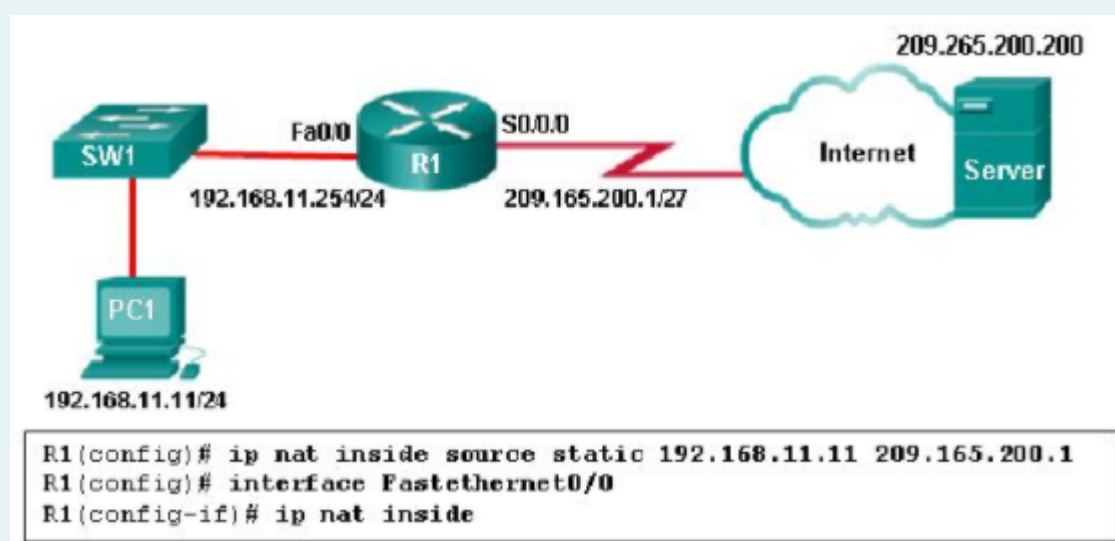 209.265.200.200
Fa0/0
S0/0/0
SW1
R1
Internet
Server
192.168.11.254/24
209.165.200.1/27
PC1
192.168.11.11/24
R1(config)# ip nat inside source static 192.168.11.11 209.165.200.1
R1(config)# interface Fastethernet0/0
R1(config-if)# ip nat inside